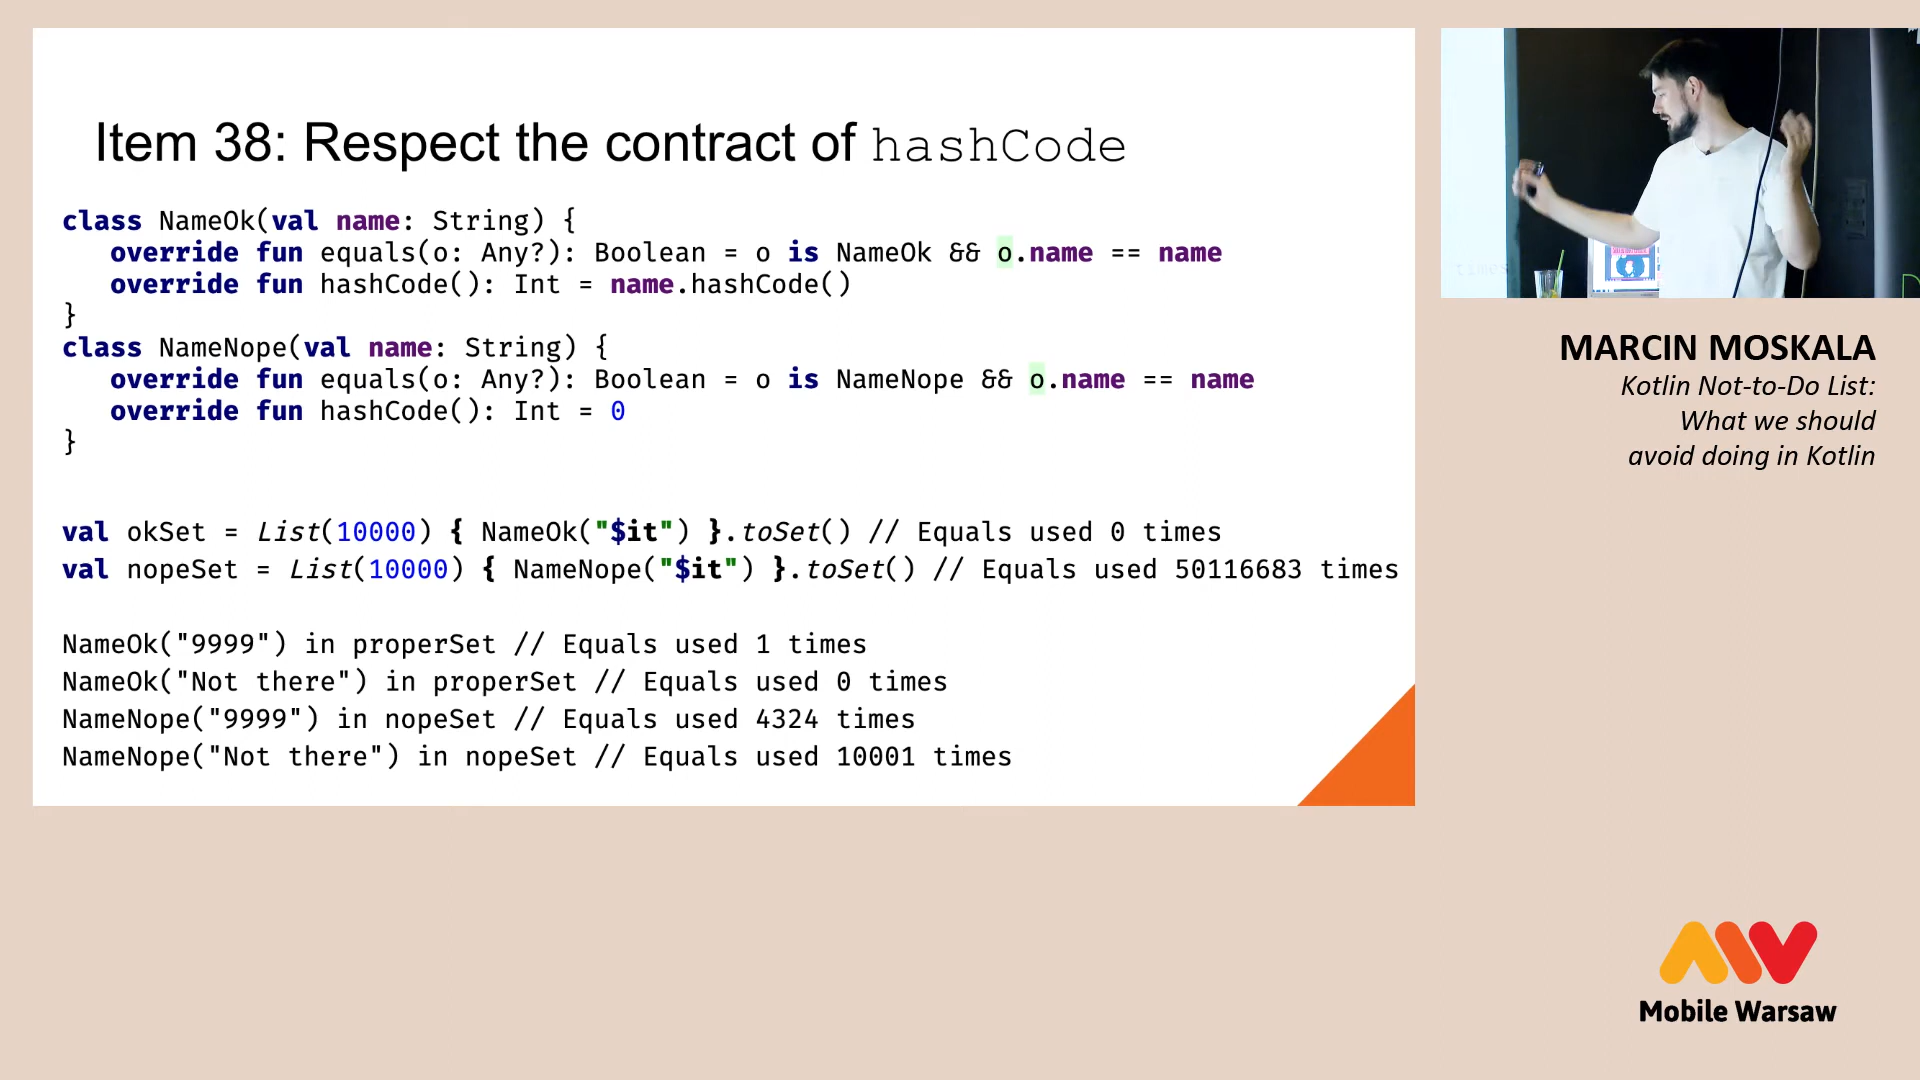 Item 38: Respect the contract of hashCode
class NameOk(val name: String) {
override fun equals(o: Any?): Boolean = o is NameOk && o.name == name
override fun hashCode(): Int = name.hashCode()
}
class NameNope(val name: String) {
override fun equals(o: Any?): Boolean = o is NameNope && o.name == name
override fun hashCode(): Int = 0
}
val okSet = List(10000) { NameOk("$it") }.toSet() // Equals used 0 times
val nopeSet = List(10000) { NameNope("$it") }.toSet() // Equals used 50116683 times
NameOk("9999") in properSet // Equals used 1 times
NameOk("Not there") in properSet // Equals used 0 times
NameNope("9999") in nopeSet // Equals used 4324 times
NameNope("Not there") in nopeSet // Equals used 10001 times
times
MARCIN MOSKALA
Kotlin Not-to-Do List:
What we should
avoid doing in Kotlin
Mobile Warsaw